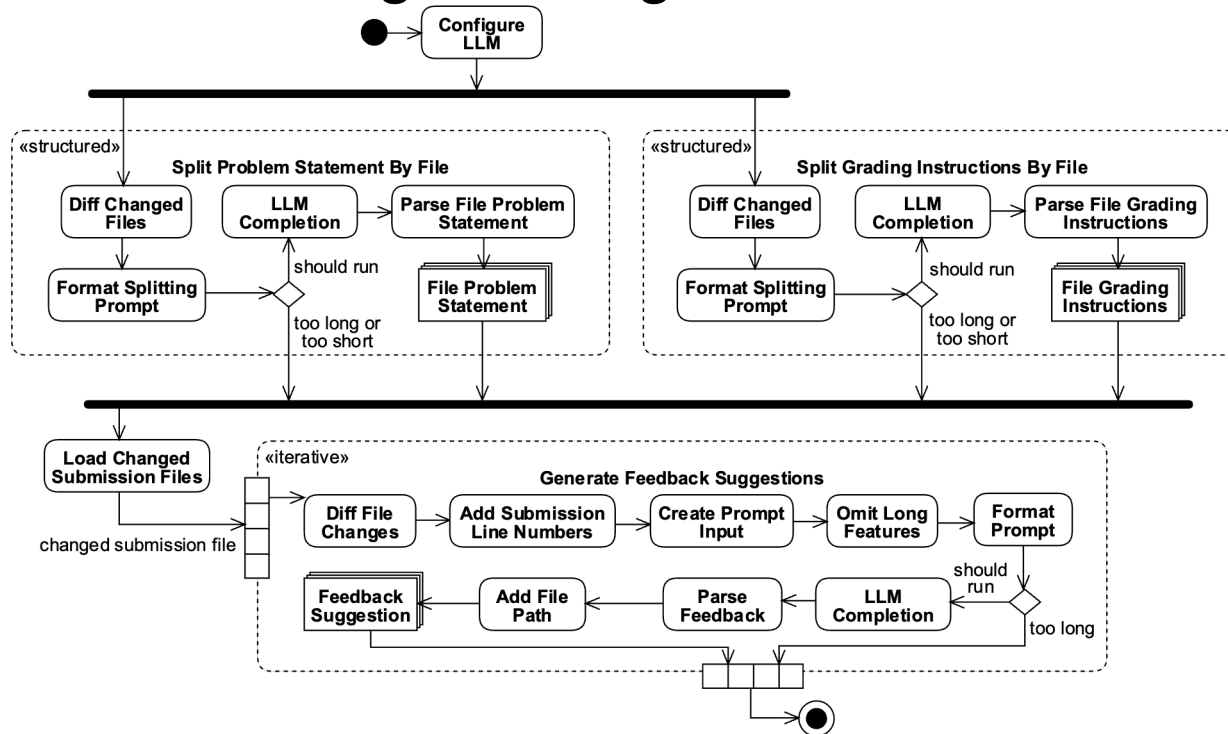 Configure
LLM
«structured»
Split Problem Statement By File
Diff Changed
Files
LLM
Completion
Parse File Problem
Statement
should run
Format Splitting
Prompt
File Problem
Statement
too long or
too short
«structured»
Split Grading Instructions By File
Diff Changed
Files
LLM
Completion
Parse File Grading
Instructions
should run
Format Splitting
Prompt
File Grading
Instructions
too long or
too short
Load Changed
Submission Files
changed submission file
«iterative»
Generate Feedback Suggestions
Diff File
Changes
Add Submission
Line Numbers
Create Prompt
Input
Omit Long
Features
Format
Prompt
should
run
too long
LLM
Completion
Parse
Feedback
Add File
Path
Feedback
Suggestion